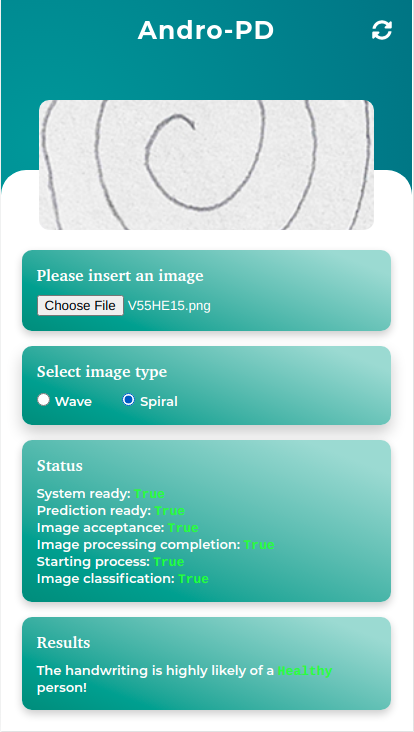 Andro-PD
Please insert an image
Choose File V55HE15.png
Select image type
Wave Spiral
Status
System ready: True
Prediction ready: True
Image acceptance: True
Image processing completion: True
Starting process: True
Image classification: True
Results
The handwriting is highly likely of a Healthy
person!